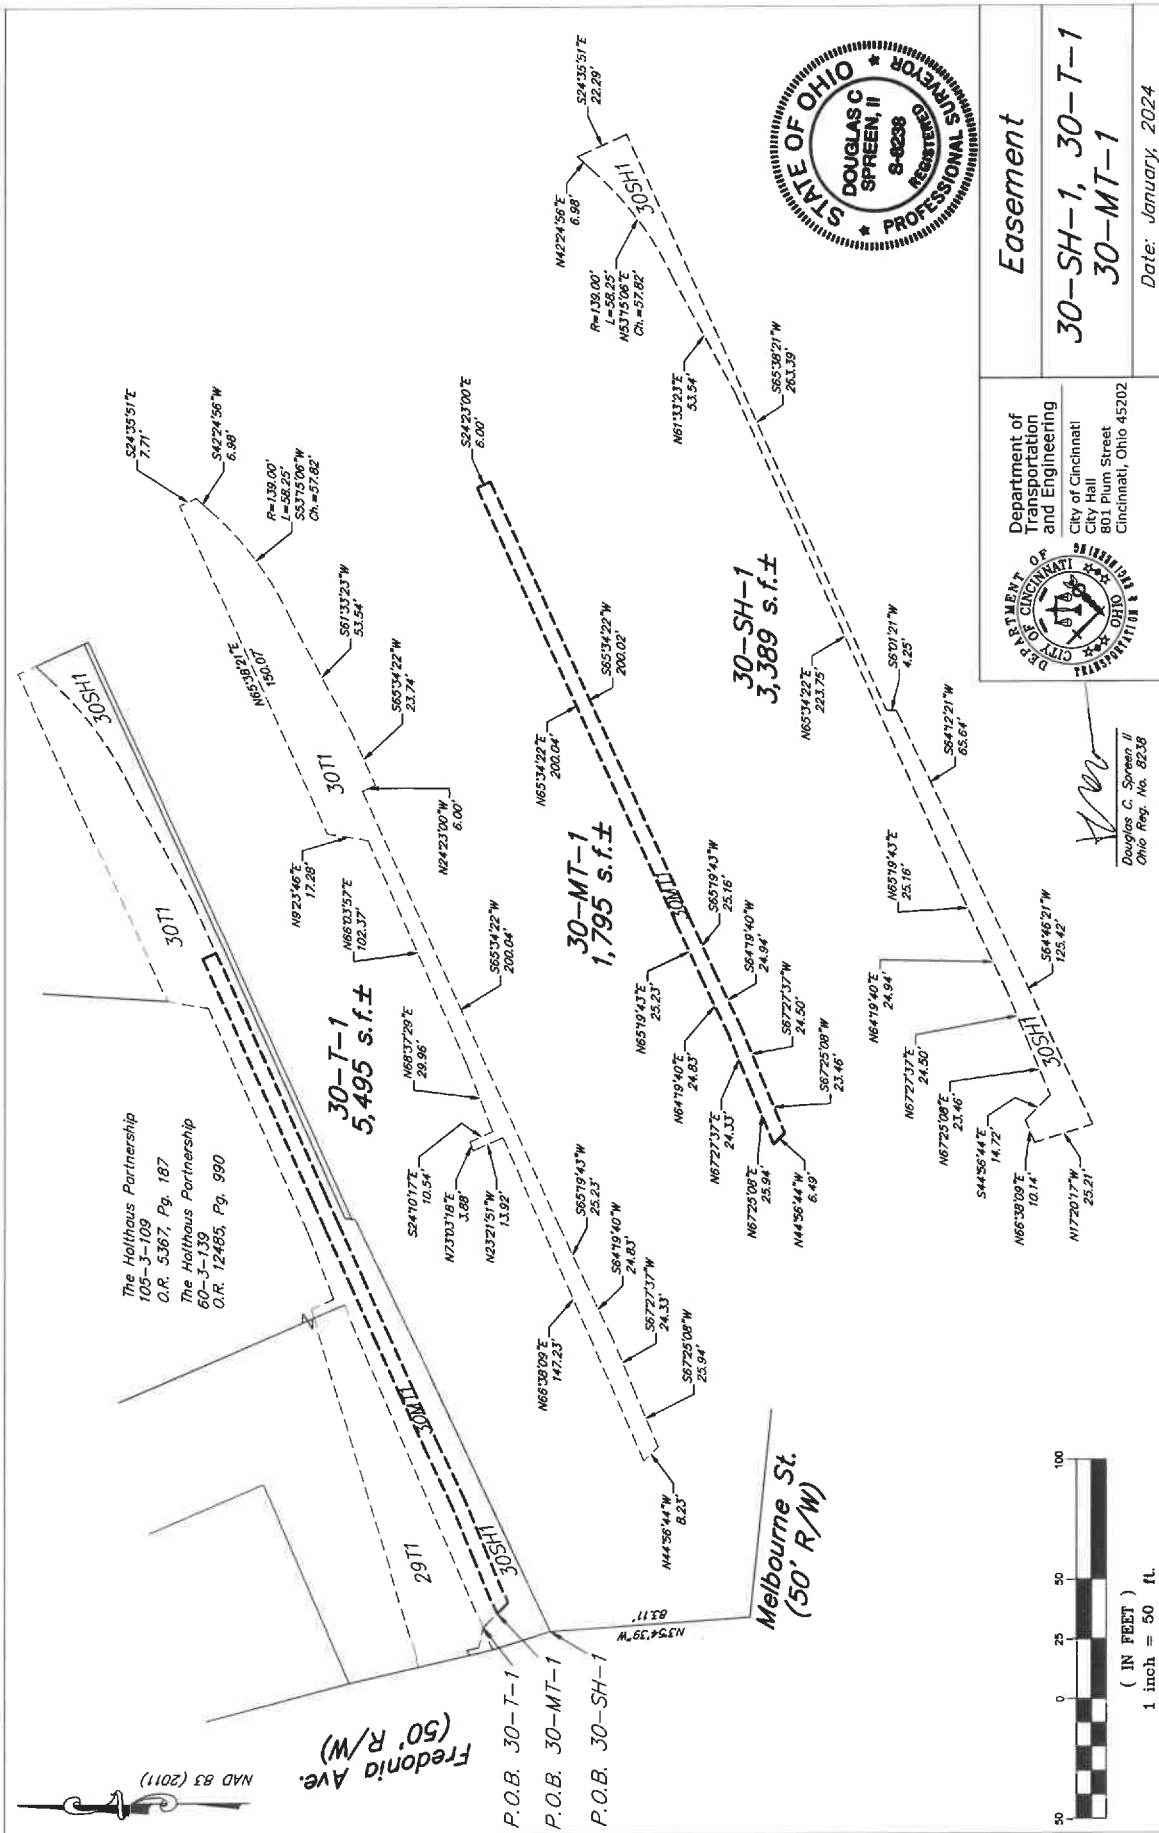 NAD 83 (2011)
Fredonia Ave.
(50' R/W)
P.O.B. 30-T-1
P.O.B. 30-MT-1
P.O.B. 30-SH-1
N3°54'39"W
83.11'
Melbourne St.
(50' R/W)
29T1
30SH1
30MT1
30T1
30SH1
The Holthaus Partnership
105-3-109
O.R. 5367, Pg. 187
The Holthaus Partnership
60-3-139
O.R. 12485, Pg. 990
30-T-1
5,495 s.f.±
30T1
N44°56'44"W
8.23'
N66°38'09"E
147.23'
N23°21'51"W
13.92'
N73°03'18"E
3.88'
S24°10'17"E
10.54'
N68°37'29"E
29.96'
N66°03'57"E
102.37'
N9°23'46"E
17.28'
N65°38'21"E
150.07
S24°35'51"E
7.71'
S42°24'56"W
6.98'
R=139.00'
L=58.25'
S53°15'06"W
Ch.=57.82'
S61°33'23"W
53.54'
S65°34'22"W
23.74'
N24°23'00"W
6.00'
S65°34'22"W
200.04'
S65°19'43"W
25.23'
S64°19'40"W
24.83'
S67°27'37"W
24.33'
S67°25'08"W
25.94'
30-MT-1
1,795 s.f.±
30MT1
N44°56'44"W
6.49'
N67°25'08"E
25.94'
N67°27'37"E
24.33'
N64°19'40"E
24.83'
N65°19'43"E
25.23'
N65°34'22"E
200.04'
S24°23'00"E
6.00'
S65°34'22"W
200.02'
S65°19'43"W
25.16'
S64°19'40"W
24.94'
S67°27'37"W
24.50'
S67°25'08"W
23.46'
30-SH-1
3,389 s.f.±
30SH1
30SH1
N17°20'17"W
25.21'
N66°38'09"E
10.14'
S44°56'44"E
14.72'
N67°25'08"E
23.46'
N67°27'37"E
24.50'
N64°19'40"E
24.94'
N65°19'43"E
25.16'
N65°34'22"E
223.75'
N61°33'23"E
53.54'
R=139.00'
L=58.25'
N53°15'06"E
Ch.=57.82'
N42°24'56"E
6.98'
S24°35'51"E
22.29'
S65°38'21"W
263.39'
S6°01'21"W
4.25'
S64°12'21"W
65.64'
S64°46'21"W
125.42'
STATE OF OHIO
DOUGLAS C
SPREEN, II
S-8238
REGISTERED
PROFESSIONAL SURVEYOR
50
0
25
50
100
( IN FEET )
1 inch = 50 ft.
Douglas C. Spreen II
Ohio Reg. No. 8238
DEPARTMENT OF
TRANSPORTATION & ENGINEERING
CITY OF CINCINNATI
OHIO
Department of
Transportation
and Engineering
City of Cincinnati
City Hall
801 Plum Street
Cincinnati, Ohio 45202
Easement
30-SH-1, 30-T-1
30-MT-1
Date: January, 2024